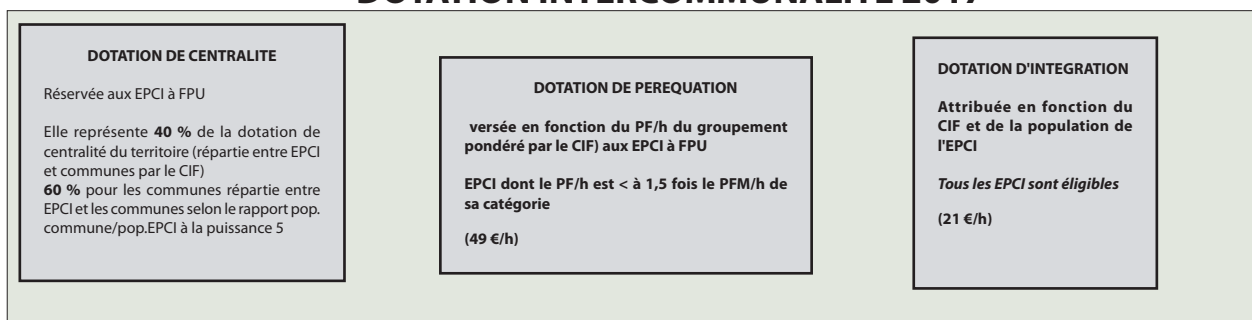 DOTATION DE CENTRALITE
Réservée aux EPCI à FPU
Elle représente 40 % de la dotation de
centralité du territoire (répartie entre EPCI
et communes par le CIF)
60 % pour les communes répartie entre
EPCI et les communes selon le rapport pop.
commune/pop.EPCI à la puissance 5
DOTATION DE PEREQUATION
versée en fonction du PF/h du groupement
pondéré par le CIF) aux EPCI à FPU
EPCI dont le PF/h est < à 1,5 fois le PFM/h de
sa catégorie
(49 €/h)
DOTATION D'INTEGRATION
Attribuée en fonction du
CIF et de la population de
l'EPCI
Tous les EPCI sont éligibles
(21 €/h)